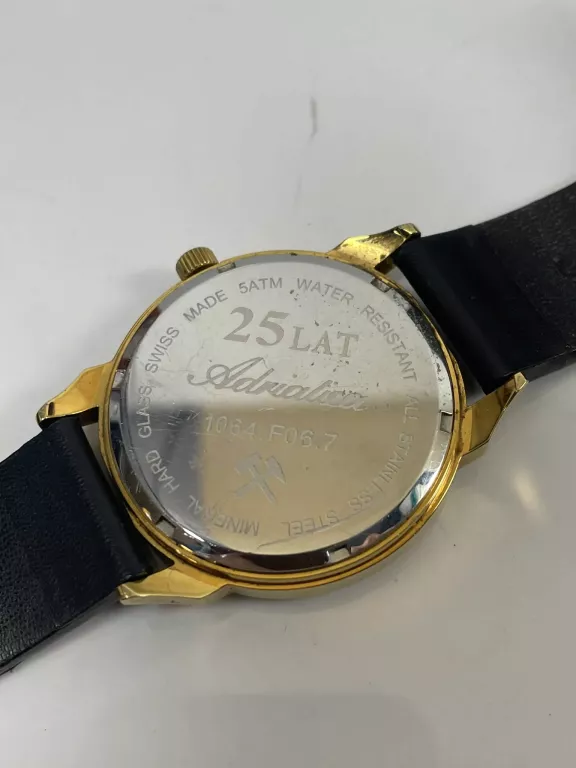 25 LAT
Adriatica
1064.F06.7
MINERAL HARD GLASS SWISS MADE 5ATM WATER RESISTANT ALL STAINLESS STEEL